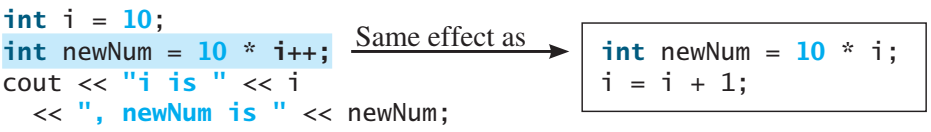 int i = 10;
int newNum = 10 * i++;
cout << "i is " << i
  << ", newNum is " << newNum;
Same effect as
int newNum = 10 * i;
i = i + 1;